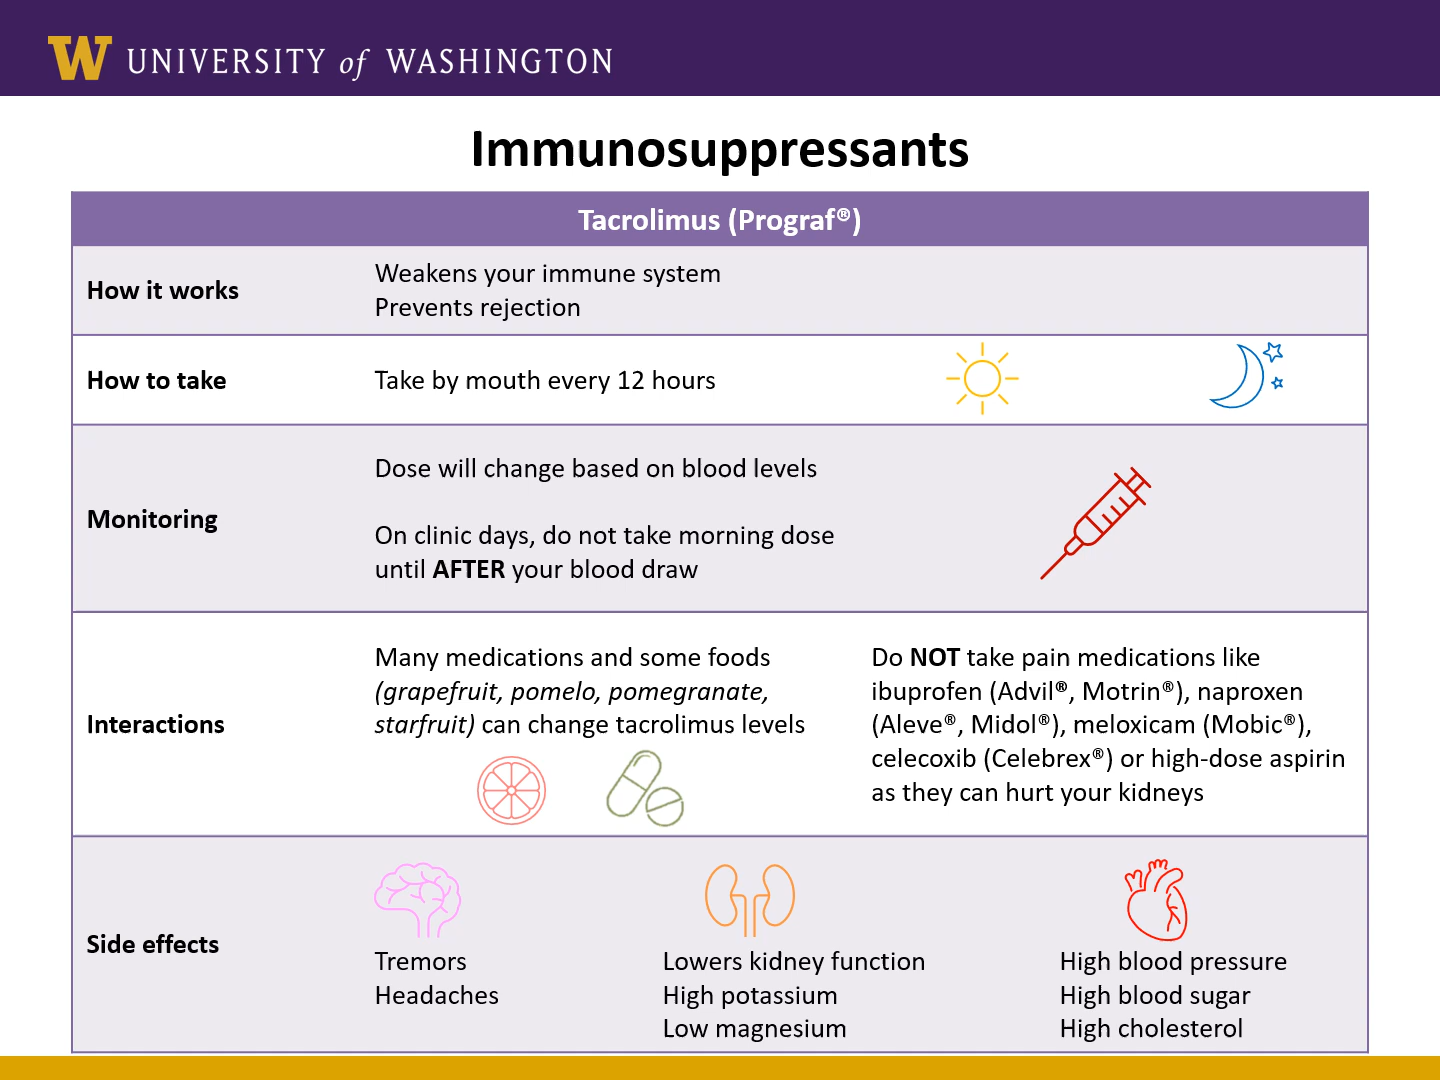 W UNIVERSITY of WASHINGTON
Immunosuppressants
Tacrolimus (Prograf®)
How it works
Weakens your immune system
Prevents rejection
How to take
Take by mouth every 12 hours
Monitoring
Dose will change based on blood levels
On clinic days, do not take morning dose
until AFTER your blood draw
Interactions
Many medications and some foods
(grapefruit, pomelo, pomegranate,
starfruit) can change tacrolimus levels
Do NOT take pain medications like
ibuprofen (Advil®, Motrin®), naproxen
(Aleve®, Midol®), meloxicam (Mobic®),
celecoxib (Celebrex®) or high-dose aspirin
as they can hurt your kidneys
Side effects
Tremors
Headaches
Lowers kidney function
High potassium
Low magnesium
High blood pressure
High blood sugar
High cholesterol